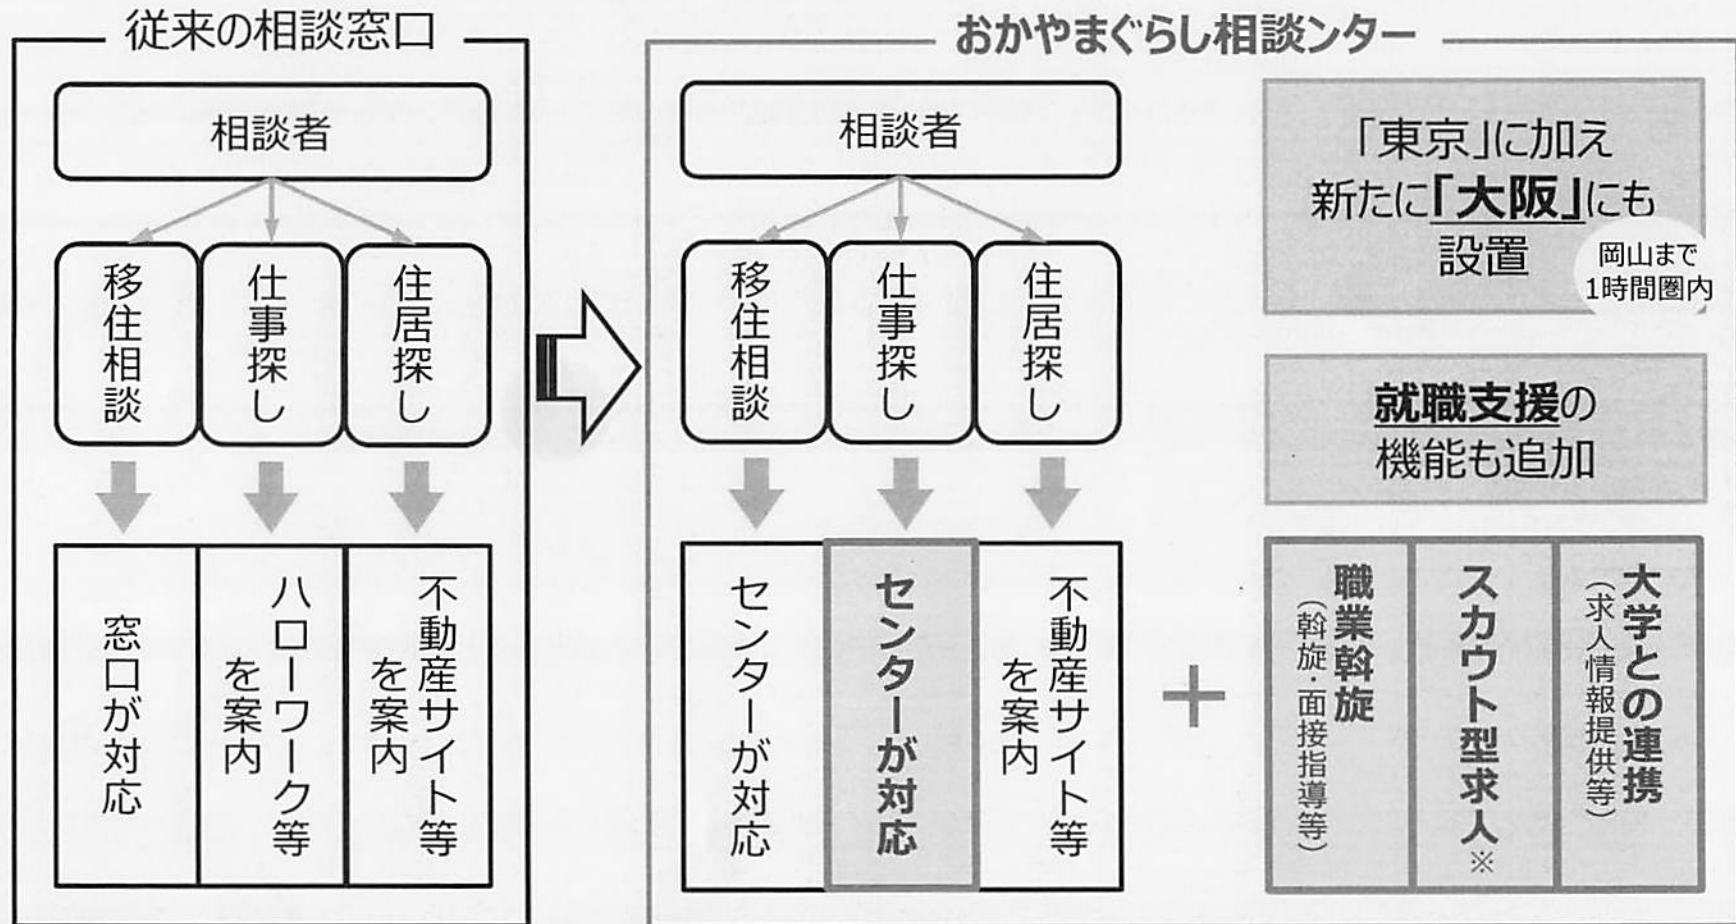 従来の相談窓口
相談者
移住相談
仕事探し
住居探し
窓口が対応
ハローワーク等
を案内
不動産サイト等
を案内
おかやまぐらし相談ンター
相談者
移住相談
仕事探し
住居探し
センターが対応
センターが対応
不動産サイト等
を案内
+
「東京」に加え
新たに「大阪」にも
設置
岡山まで
1時間圏内
就職支援の
機能も追加
職業斡旋
(斡旋・面接指導等)
スカウト型求人※
大学との連携
(求人情報提供等)